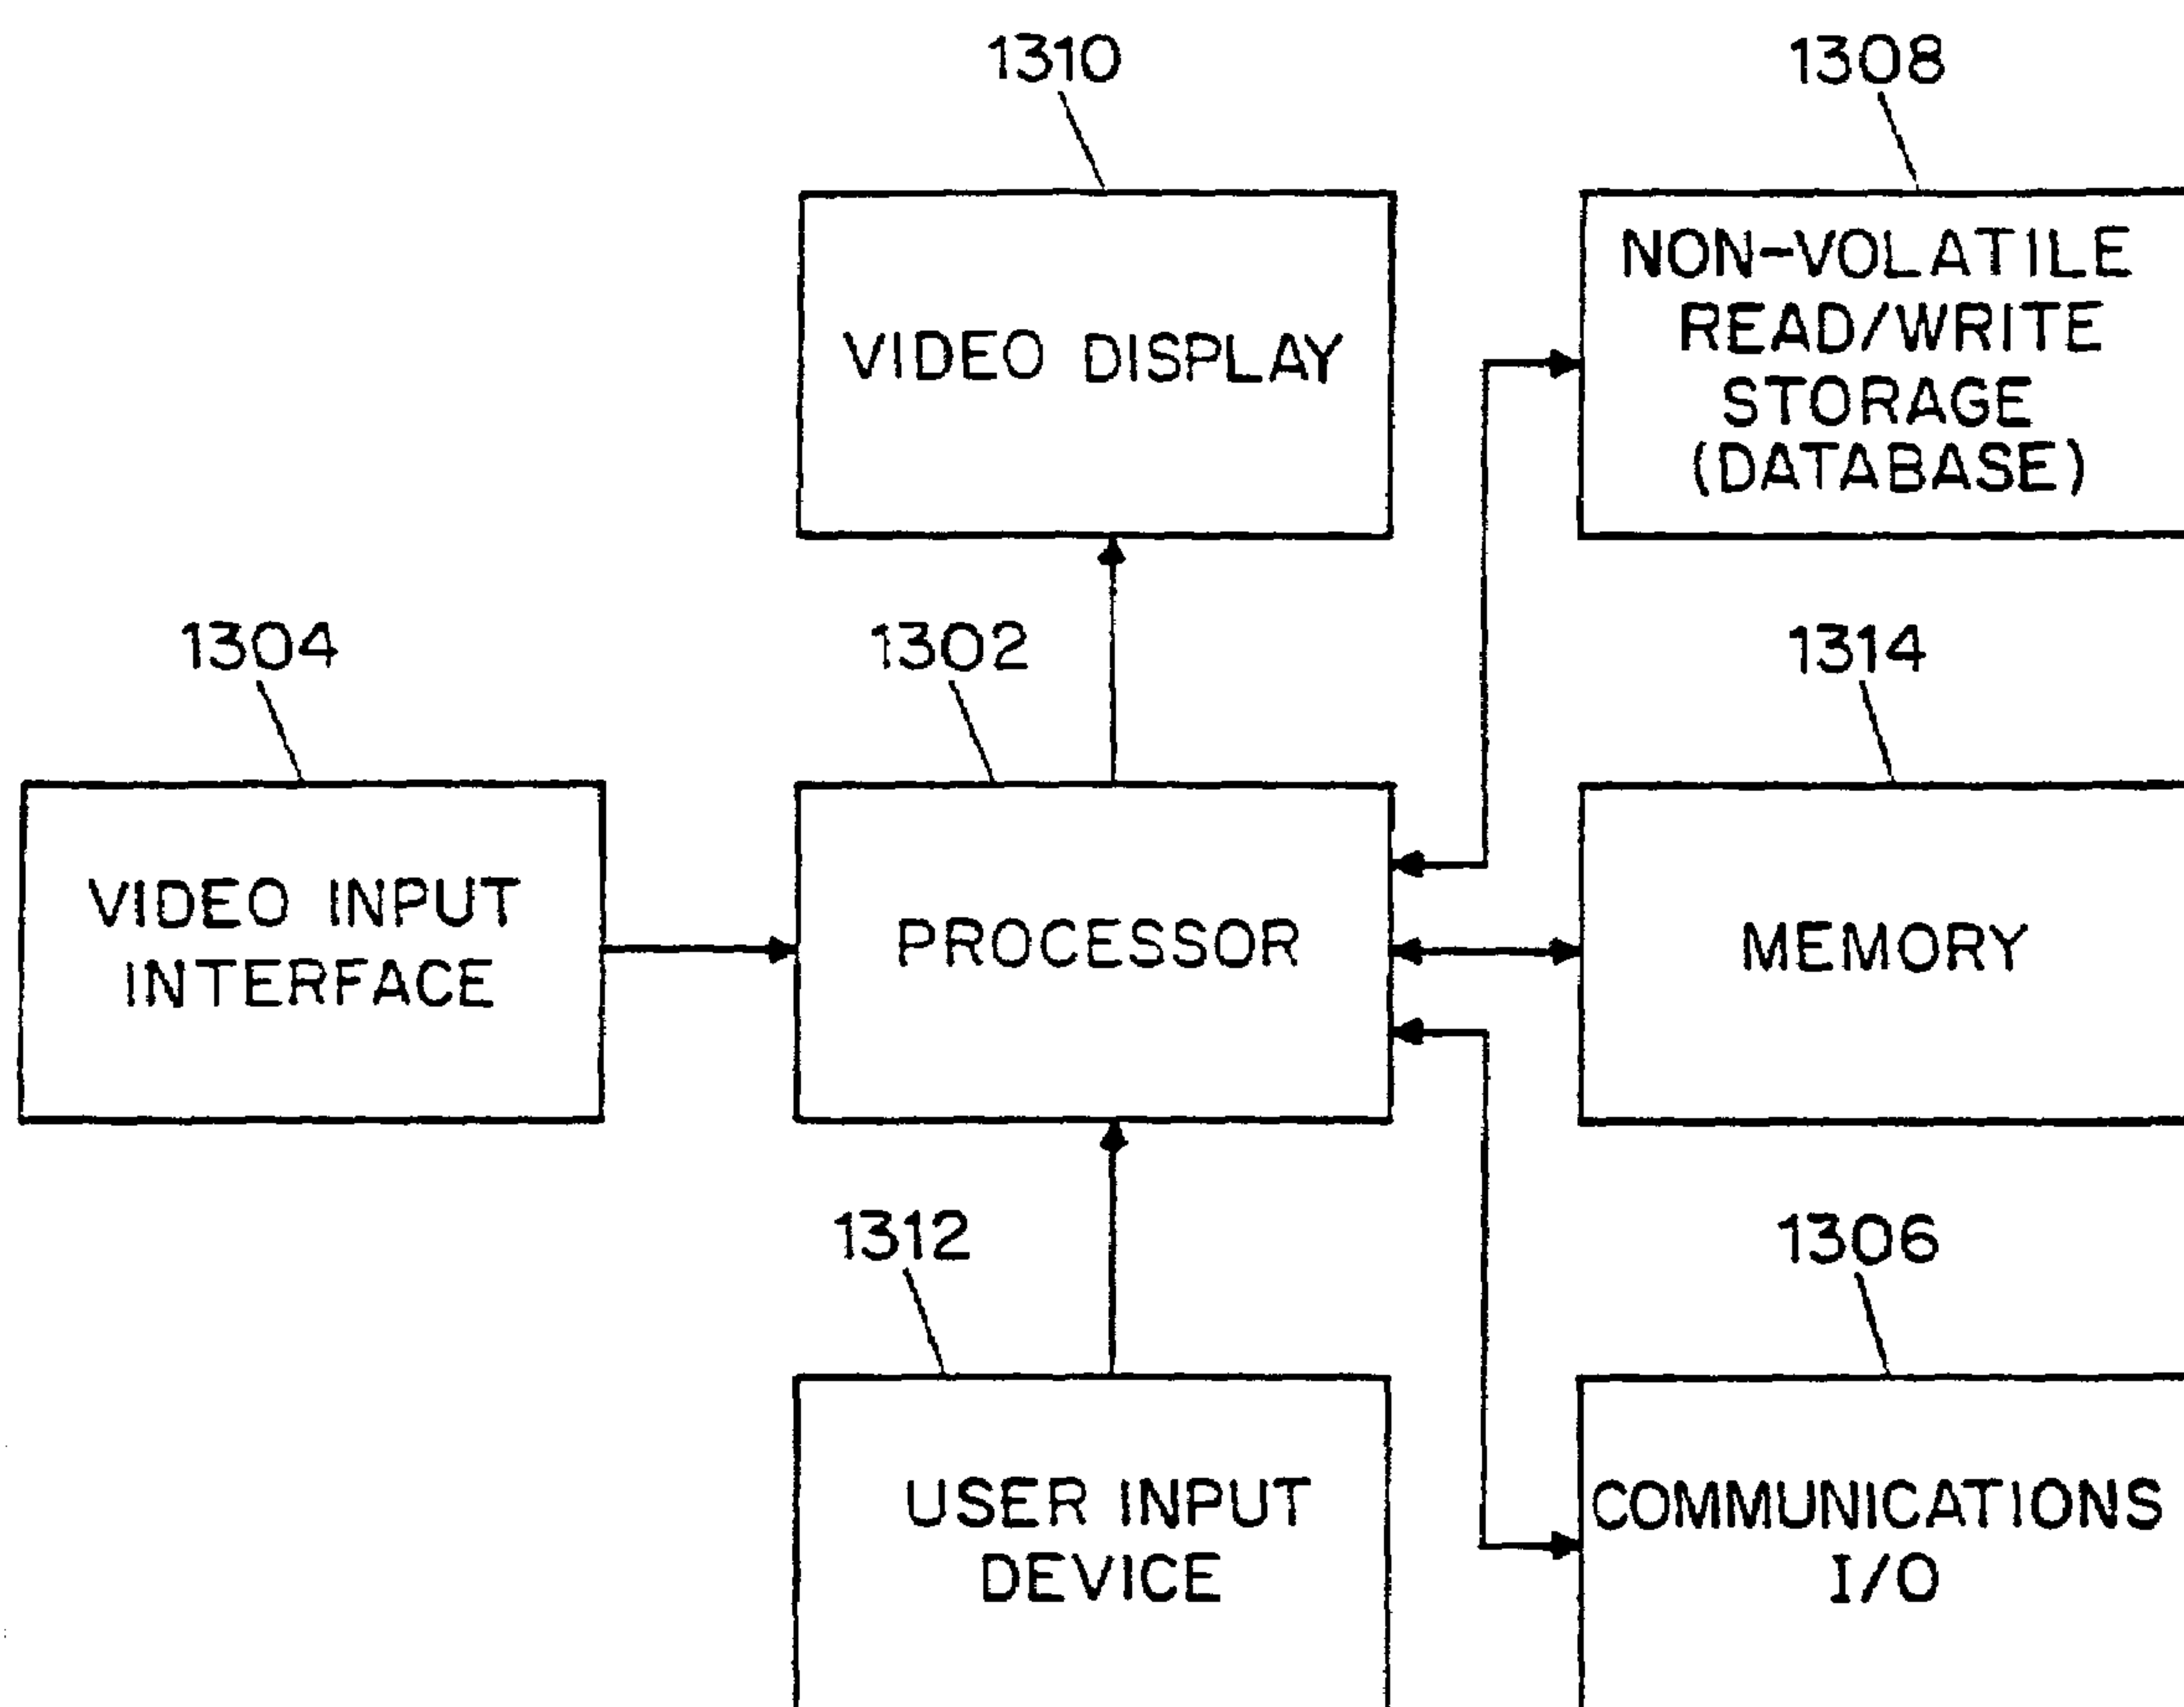 1310
1308
VIDEO DISPLAY
NON-VOLATILE
READ/WRITE
STORAGE
(DATABASE)
1304
1302
1314
VIDEO INPUT
INTERFACE
PROCESSOR
MEMORY
1312
1306
USER INPUT
DEVICE
COMMUNICATIONS
I/O